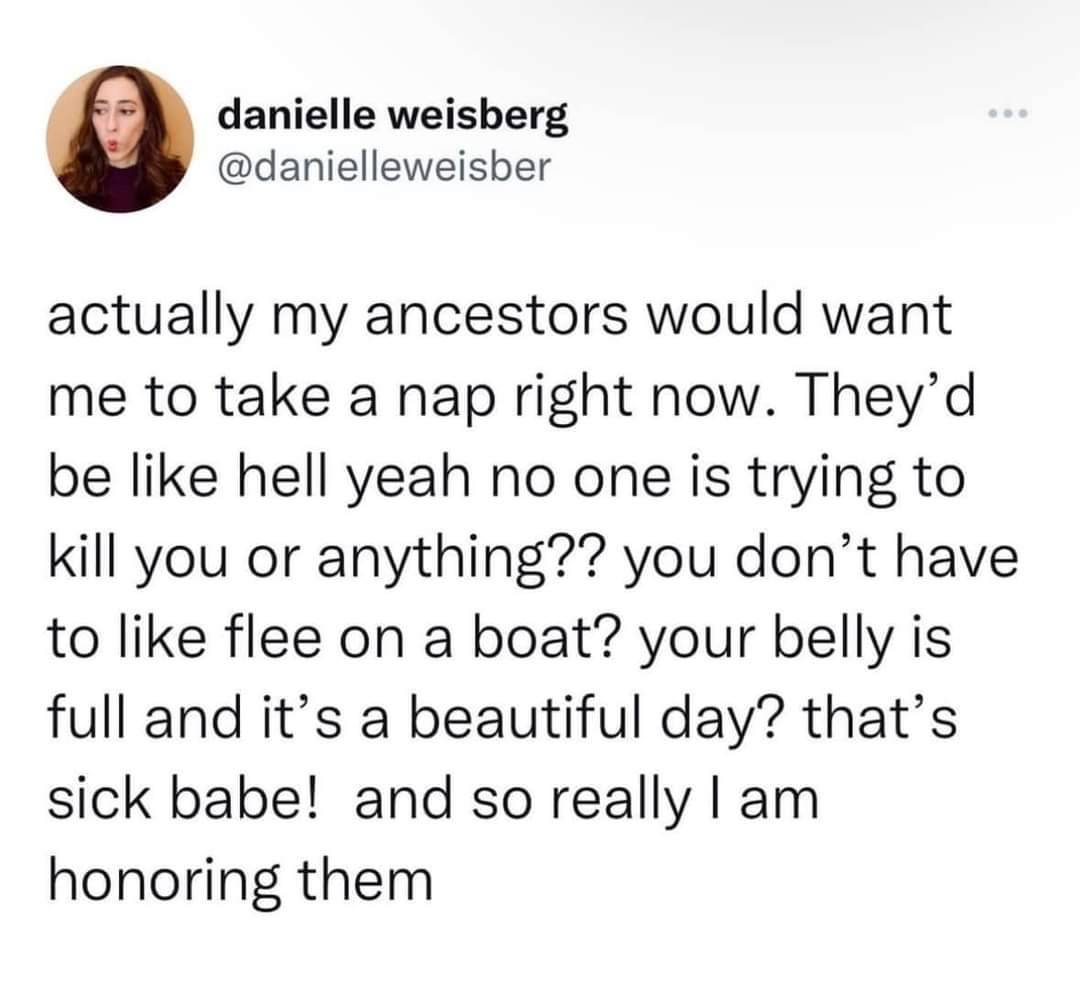 danielle weisberg
@danielleweisber
actually my ancestors would want
me to take a nap right now. They’d
be like hell yeah no one is trying to
kill you or anything?? you don’t have
to like flee on a boat? your belly is
full and it’s a beautiful day? that’s
sick babe!  and so really I am
honoring them